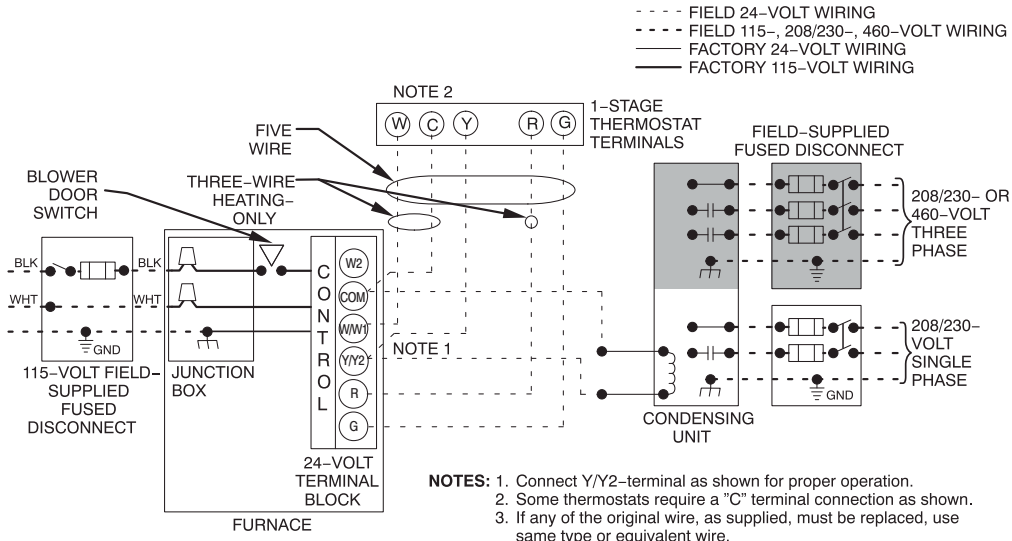 FIELD 24-VOLT WIRING
FIELD 115-, 208/230-, 460-VOLT WIRING
FACTORY 24-VOLT WIRING
FACTORY 115-VOLT WIRING
NOTE 2
W C Y R G
1-STAGE
THERMOSTAT
TERMINALS
FIVE
WIRE
THREE-WIRE
HEATING-
ONLY
BLOWER
DOOR
SWITCH
FIELD-SUPPLIED
FUSED DISCONNECT
208/230- OR
460-VOLT
THREE
PHASE
BLK
BLK
WHT
WHT
GND
CONTROL
W2
COM
W/W1
Y/Y2
R
G
NOTE 1
115-VOLT FIELD-
SUPPLIED
FUSED
DISCONNECT
JUNCTION
BOX
24-VOLT
TERMINAL
BLOCK
FURNACE
208/230-
VOLT
SINGLE
PHASE
GND
CONDENSING
UNIT
NOTES: 1. Connect Y/Y2-terminal as shown for proper operation.
2. Some thermostats require a "C" terminal connection as shown.
3. If any of the original wire, as supplied, must be replaced, use
same type or equivalent wire.